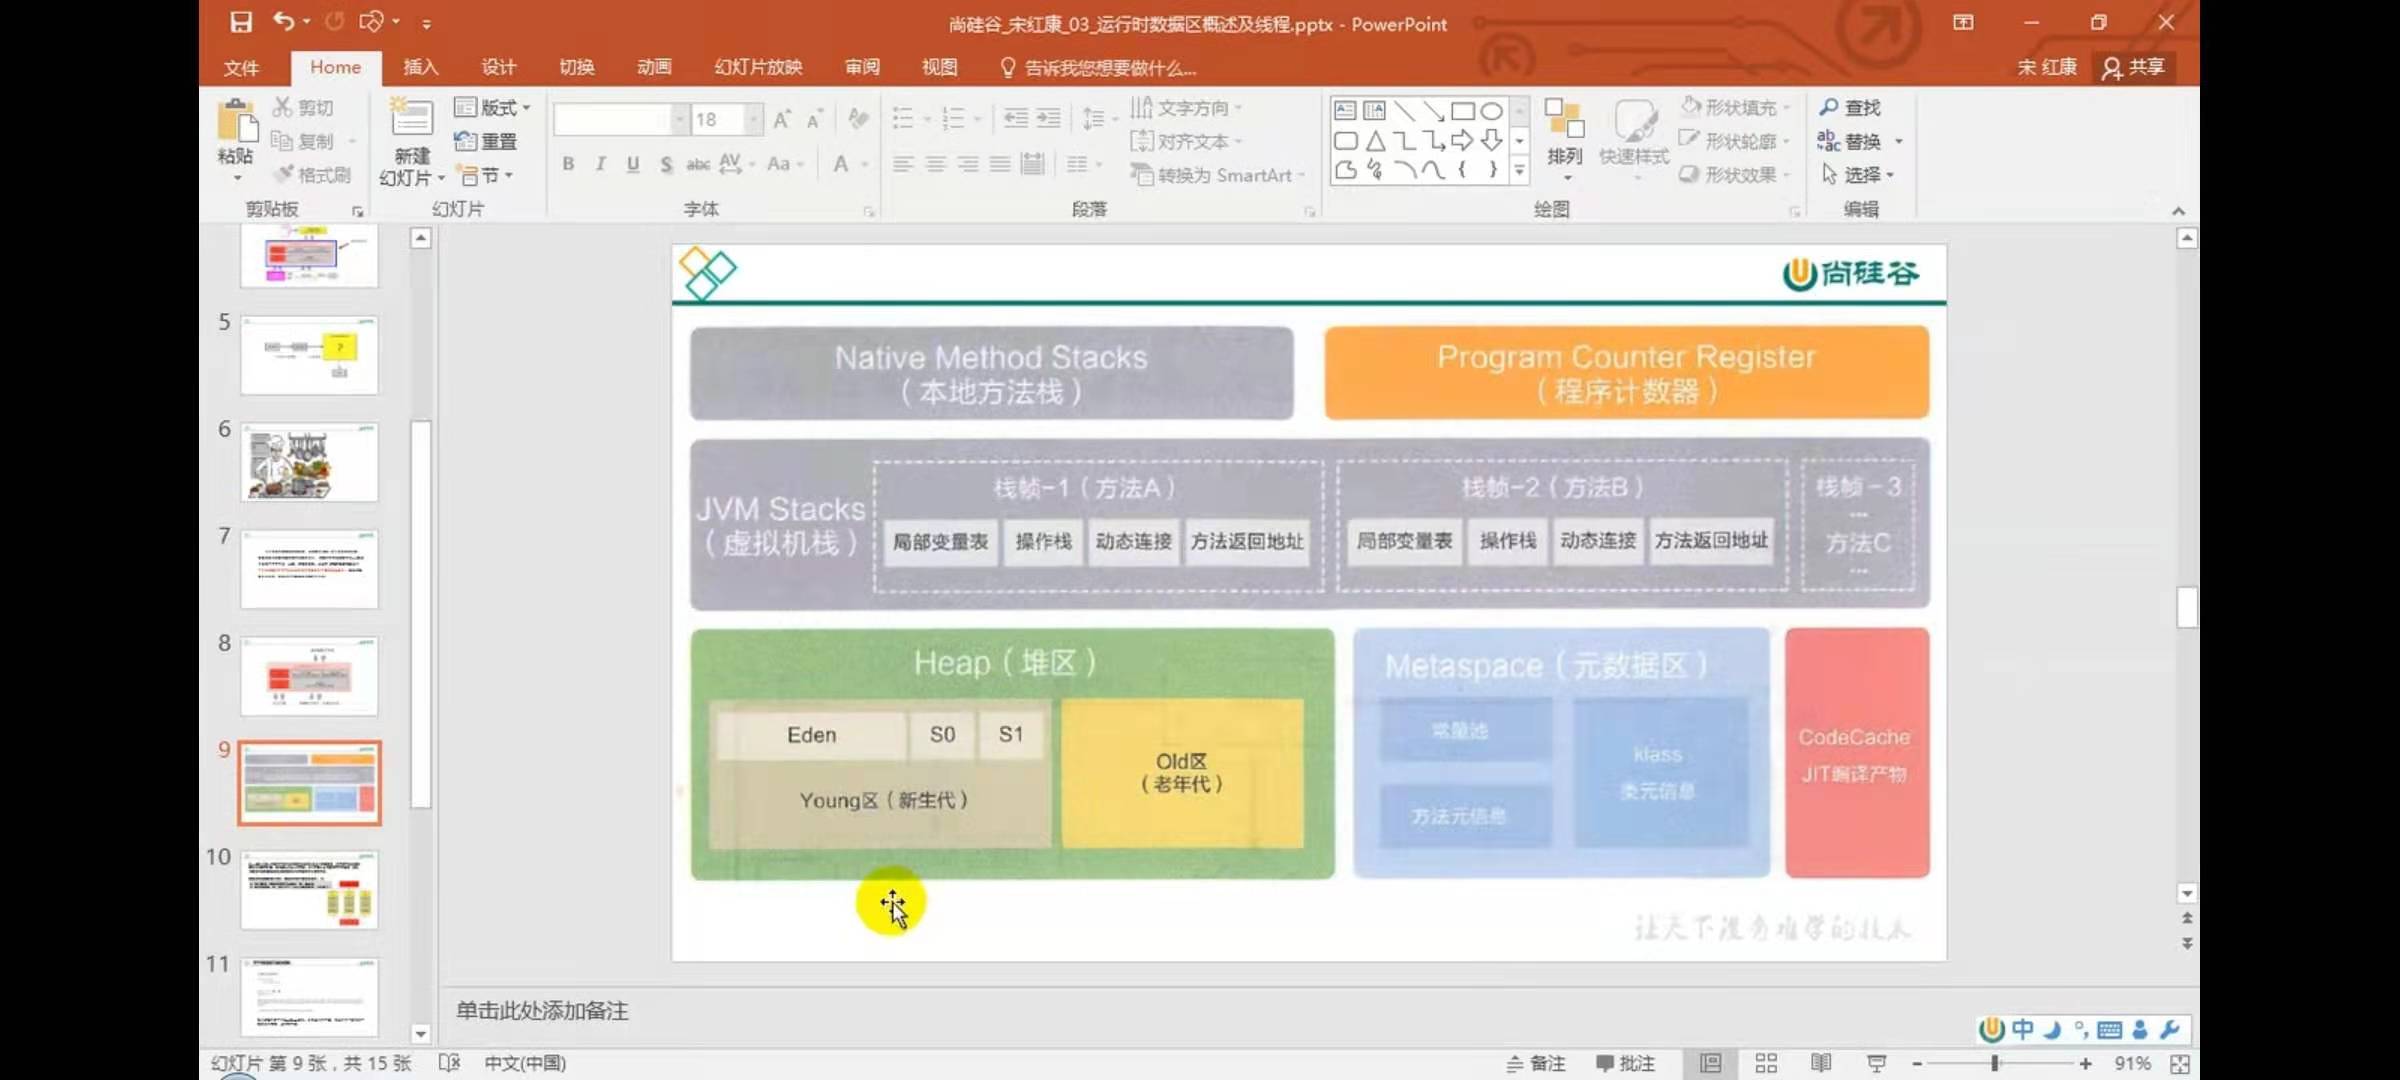 尚硅谷_宋红康_03_运行时数据区概述及线程.pptx - PowerPoint
文件 Home 插入 设计 切换 动画 幻灯片放映 审阅 视图 告诉我您想要做什么... 宋 红康 共享
粘贴
剪切
复制
格式刷
剪贴板
新建
幻灯片
版式
重置
节
幻灯片
18
B I U S abc AV Aa A
字体
文字方向
对齐文本
转换为 SmartArt
段落
排列
快速样式
形状填充
形状轮廓
形状效果
绘图
查找
替换
选择
编辑
5
6
7
8
9
10
11
尚硅谷
Native Method Stacks
（本地方法栈）
Program Counter Register
（程序计数器）
JVM Stacks
（虚拟机栈）
栈帧-1（方法A）
局部变量表 操作栈 动态连接 方法返回地址
栈帧-2（方法B）
局部变量表 操作栈 动态连接 方法返回地址
栈帧-3
...
方法C
...
Heap（堆区）
Eden S0 S1
Young区（新生代）
Old区
（老年代）
Metaspace（元数据区）
常量池
方法元信息
klass
类元信息
CodeCache
JIT编译产物
让天下没有难学的技术
单击此处添加备注
中
幻灯片 第 9 张，共 15 张 中文(中国) 备注 批注 91%